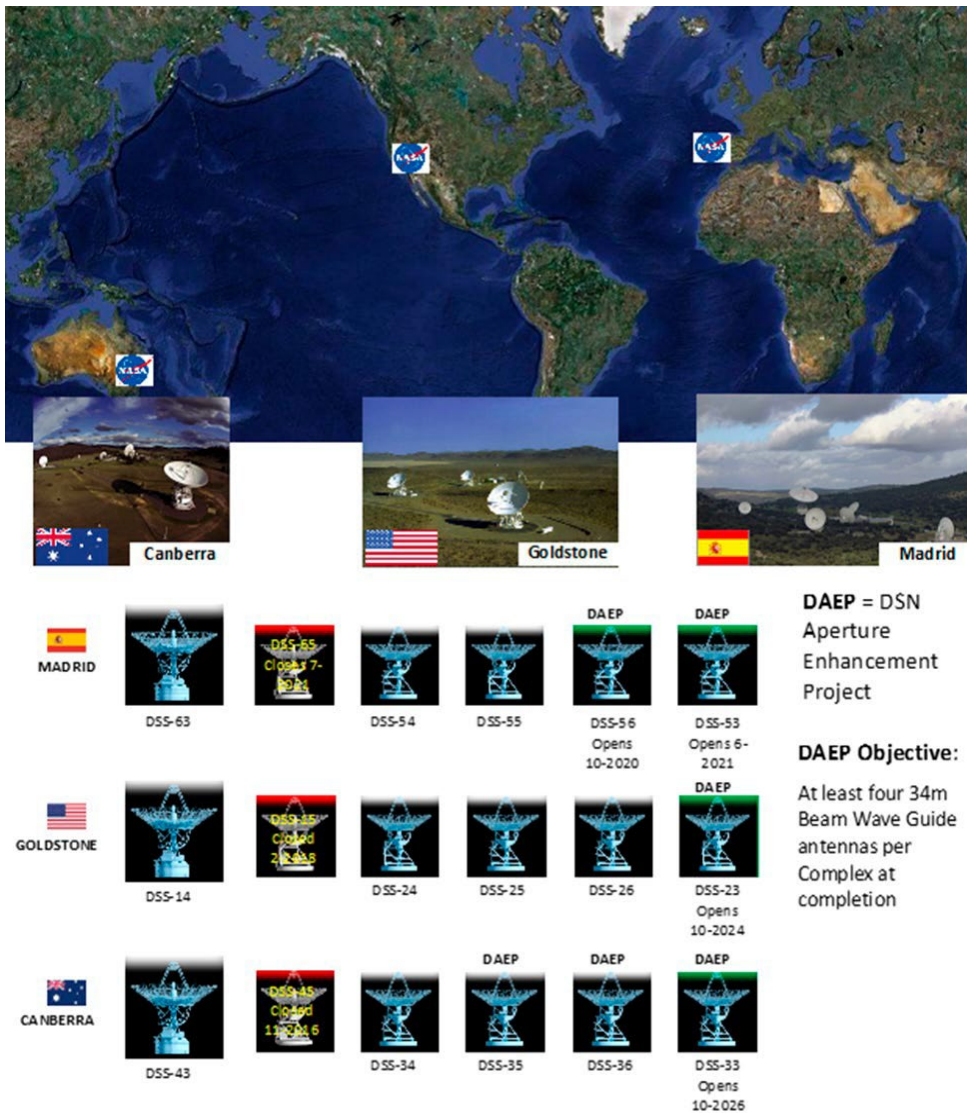 NASA
NASA
NASA
Canberra
Goldstone
Madrid
DAEP = DSN
Aperture
Enhancement
Project
DAEP Objective:
At least four 34m
Beam Wave Guide
antennas per
Complex at
completion
MADRID
DSS-63
DSS-65
Closes 7-
2021
DSS-54
DSS-55
DAEP
DSS-56
Opens
10-2020
DAEP
DSS-53
Opens 6-
2021
GOLDSTONE
DSS-14
DSS-15
Closed
2-2018
DSS-24
DSS-25
DSS-26
DAEP
DSS-23
Opens
10-2024
CANBERRA
DSS-43
DSS-45
Closed
11-2016
DSS-34
DAEP
DSS-35
DAEP
DSS-36
DAEP
DSS-33
Opens
10-2026